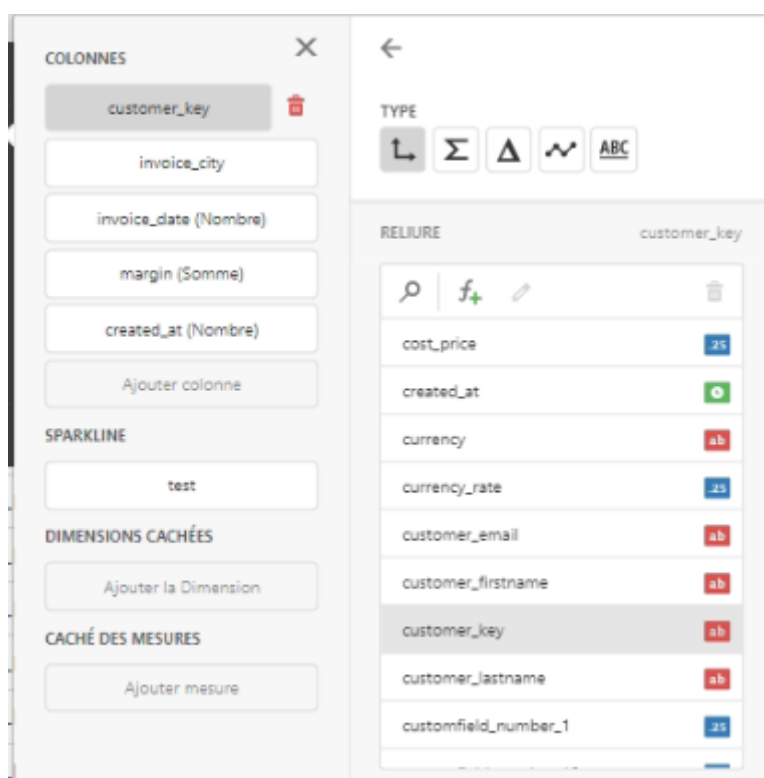 COLONNES
customer_key
invoice_city
invoice_date (Nombre)
margin (Somme)
created_at (Nombre)
Ajouter colonne
SPARKLINE
test
DIMENSIONS CACHÉES
Ajouter la Dimension
CACHÉ DES MESURES
Ajouter mesure
TYPE
Σ Δ ABC
RELIURE customer_key
f+
cost_price .25
created_at
currency ab
currency_rate .25
customer_email ab
customer_firstname ab
customer_key ab
customer_lastname ab
customfield_number_1 .25